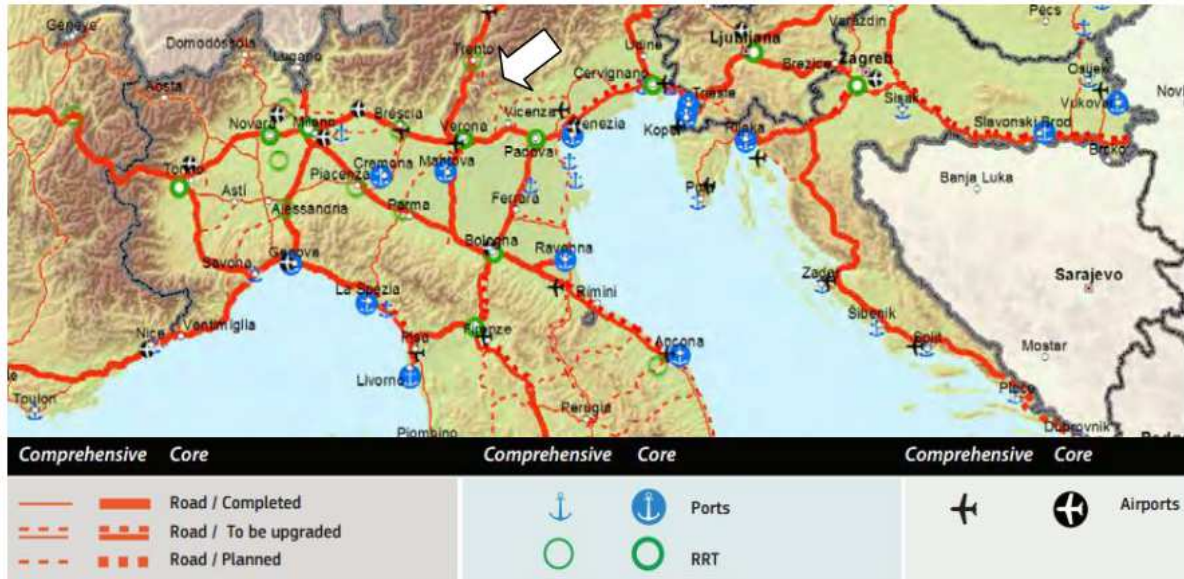 Geneve
Domodossola
Lugano
Aosta
Trento
Udine
Ljubljana
Varazdin
Pécs
Brezice
Zagreb
Cervignano
Trieste
Osijek
Vukovar
Novi
Novara
Milano
Brescia
Verona
Vicenza
Padova
Venezia
Koper
Rijeka
Sisak
Slavonski Brod
Brcko
Torino
Cremona
Mantova
Piacenza
Asti
Alessandria
Parma
Ferrara
Banja Luka
Bologna
Ravenna
Savona
Genova
La Spezia
Rimini
Zadar
Sarajevo
Nice
Ventimiglia
Pisa
Firenze
Sibenik
Split
Mostar
Ancona
Livorno
Toulon
Perugia
Ploce
Piombino
Dubrovnik
Comprehensive Core Comprehensive Core Comprehensive Core
Road / Completed Ports Airports
Road / To be upgraded
Road / Planned RRT